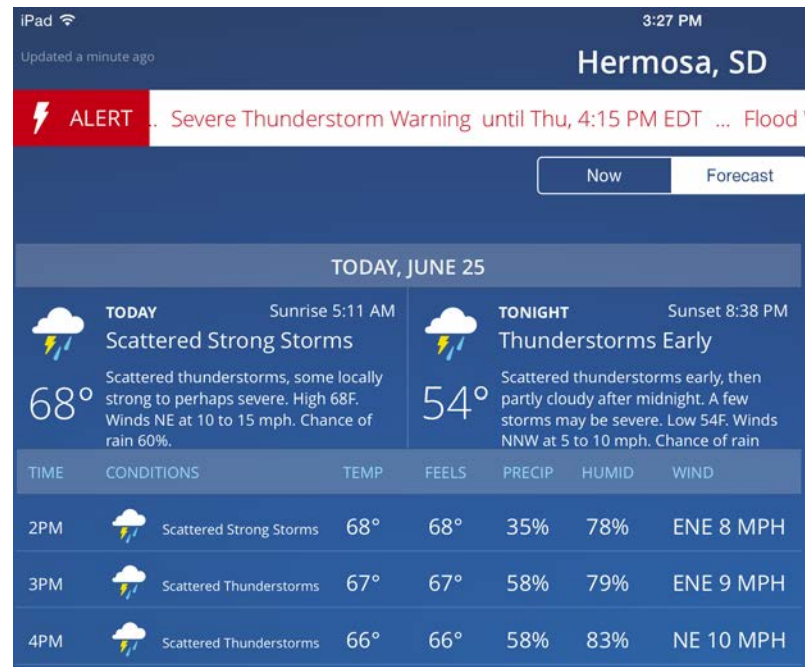 iPad 3:27 PM
Updated a minute ago
Hermosa, SD
ALERT .. Severe Thunderstorm Warning until Thu, 4:15 PM EDT ... Flood
Now Forecast
TODAY, JUNE 25
TODAY Sunrise 5:11 AM
Scattered Strong Storms
68°
Scattered thunderstorms, some locally
strong to perhaps severe. High 68F.
Winds NE at 10 to 15 mph. Chance of
rain 60%.
TONIGHT Sunset 8:38 PM
Thunderstorms Early
54°
Scattered thunderstorms early, then
partly cloudy after midnight. A few
storms may be severe. Low 54F. Winds
NNW at 5 to 10 mph. Chance of rain
TIME CONDITIONS TEMP FEELS PRECIP HUMID WIND
2PM Scattered Strong Storms 68° 68° 35% 78% ENE 8 MPH
3PM Scattered Thunderstorms 67° 67° 58% 79% ENE 9 MPH
4PM Scattered Thunderstorms 66° 66° 58% 83% NE 10 MPH